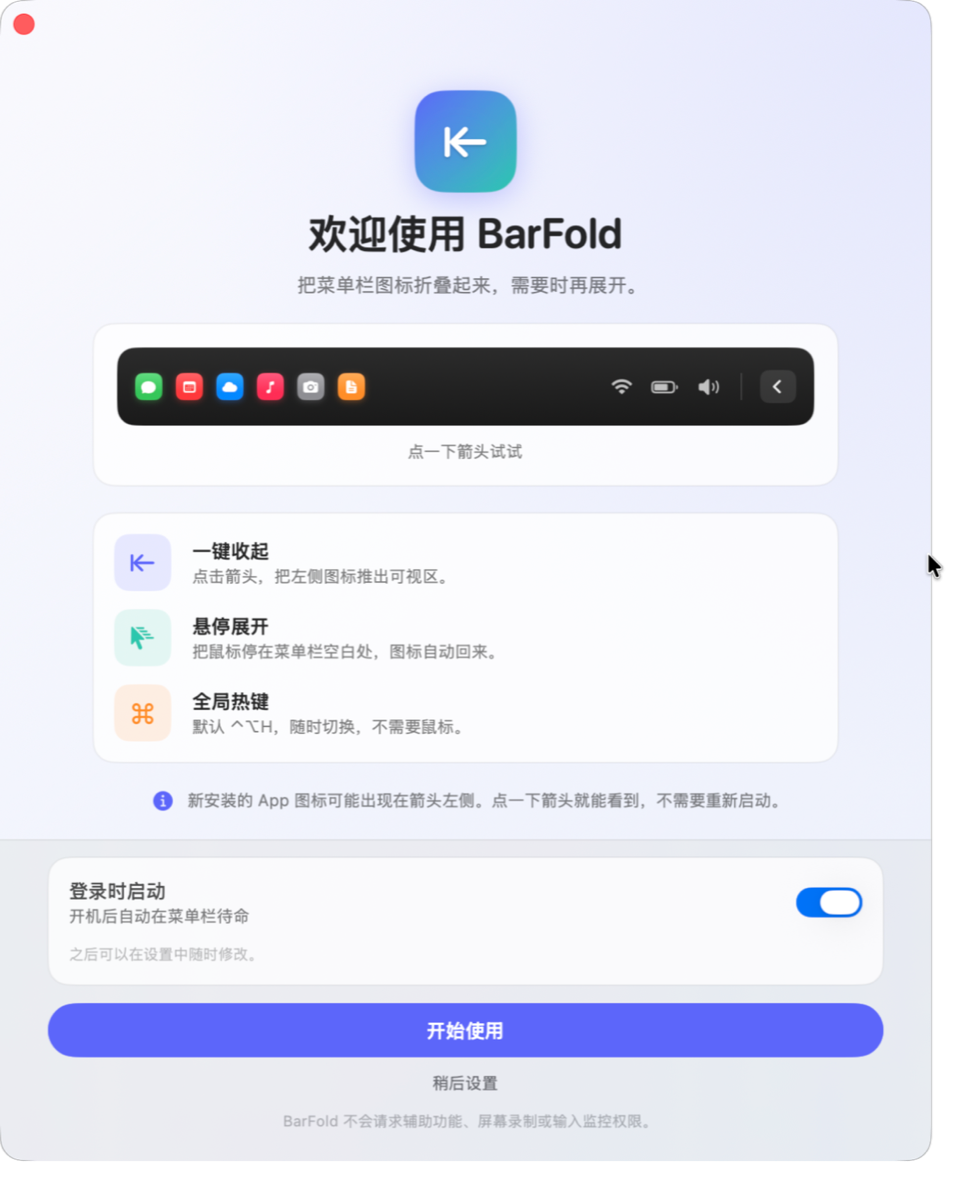 欢迎使用 BarFold
把菜单栏图标折叠起来，需要时再展开。
点一下箭头试试
一键收起
点击箭头，把左侧图标推出可视区。
悬停展开
把鼠标停在菜单栏空白处，图标自动回来。
全局热键
默认 ^⌥H，随时切换，不需要鼠标。
新安装的 App 图标可能出现在箭头左侧。点一下箭头就能看到，不需要重新启动。
登录时启动
开机后自动在菜单栏待命
之后可以在设置中随时修改。
开始使用
稍后设置
BarFold 不会请求辅助功能、屏幕录制或输入监控权限。